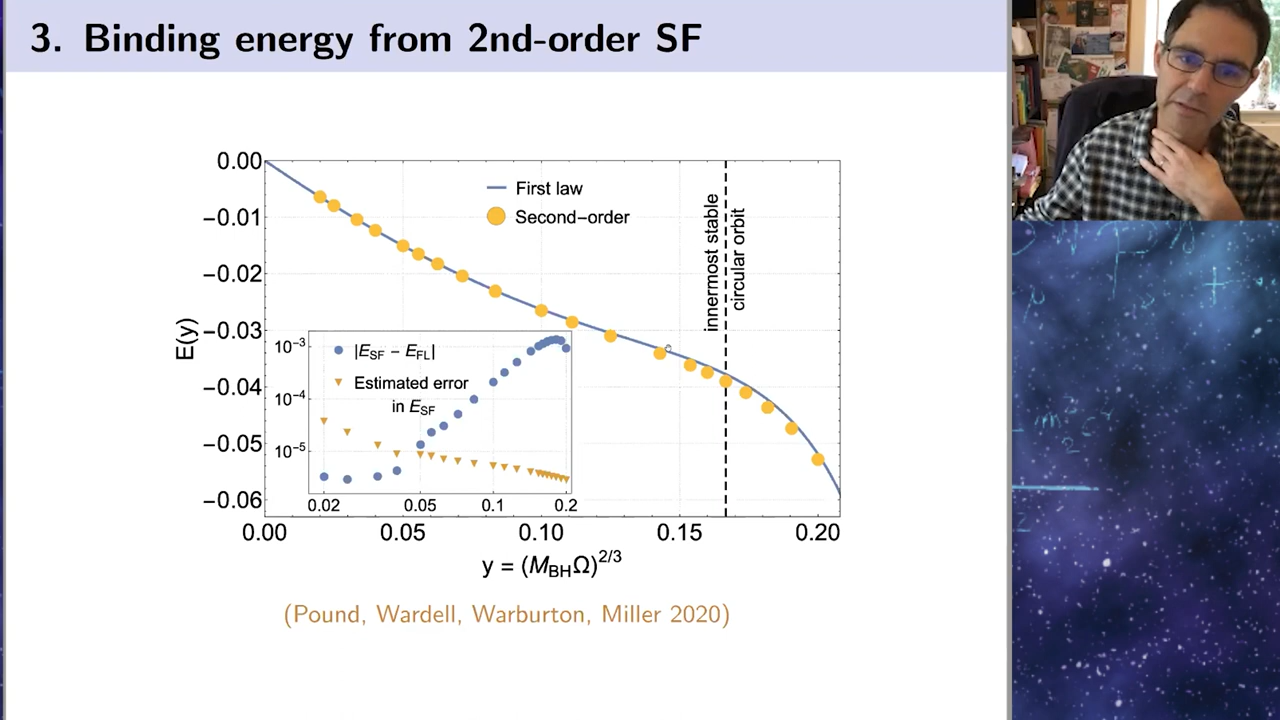 3. Binding energy from 2nd-order SF
0.00
−0.01
−0.02
−0.03
−0.04
−0.05
−0.06
E(y)
First law
Second−order
innermost stable
circular orbit
10⁻³
10⁻⁴
10⁻⁵
|E_SF − E_FL|
Estimated error
in E_SF
0.02 0.05 0.1 0.2
0.00 0.05 0.10 0.15 0.20
y = (M_BHΩ)^2/3
(Pound, Wardell, Warburton, Miller 2020)